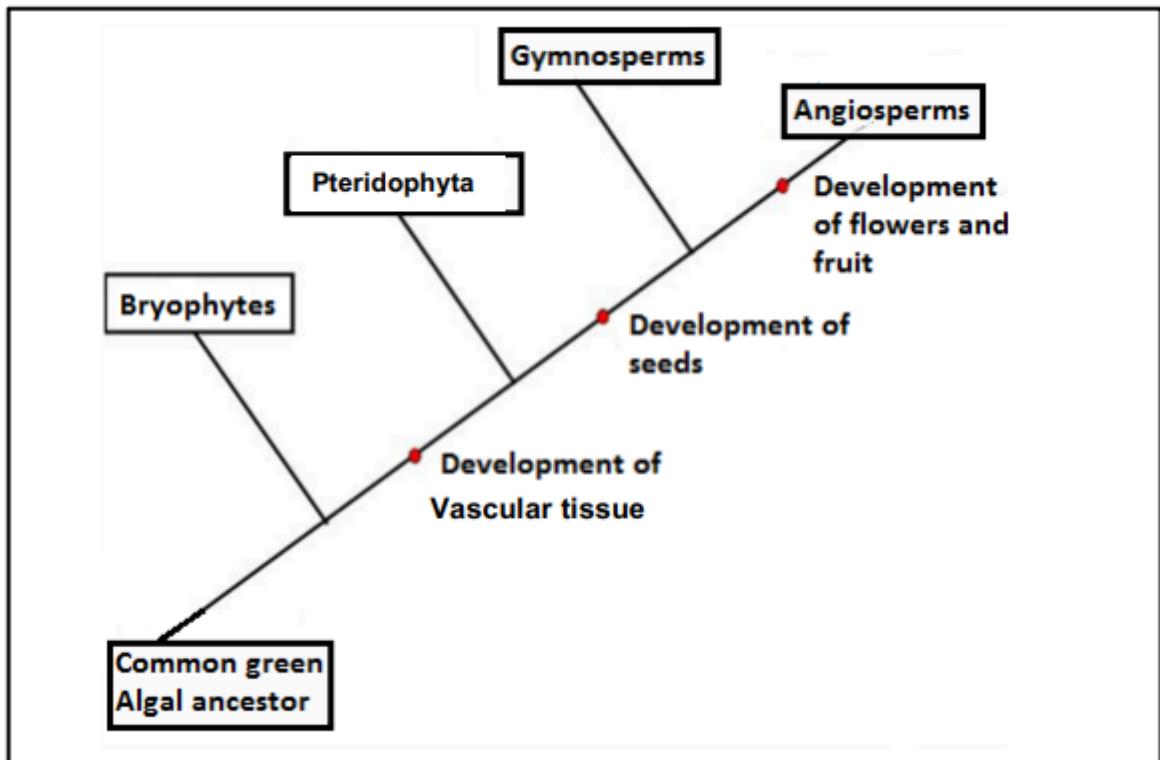 Gymnosperms
Angiosperms
Pteridophyta
Development
of flowers and
fruit
Bryophytes
Development of
seeds
Development of
Vascular tissue
Common green
Algal ancestor